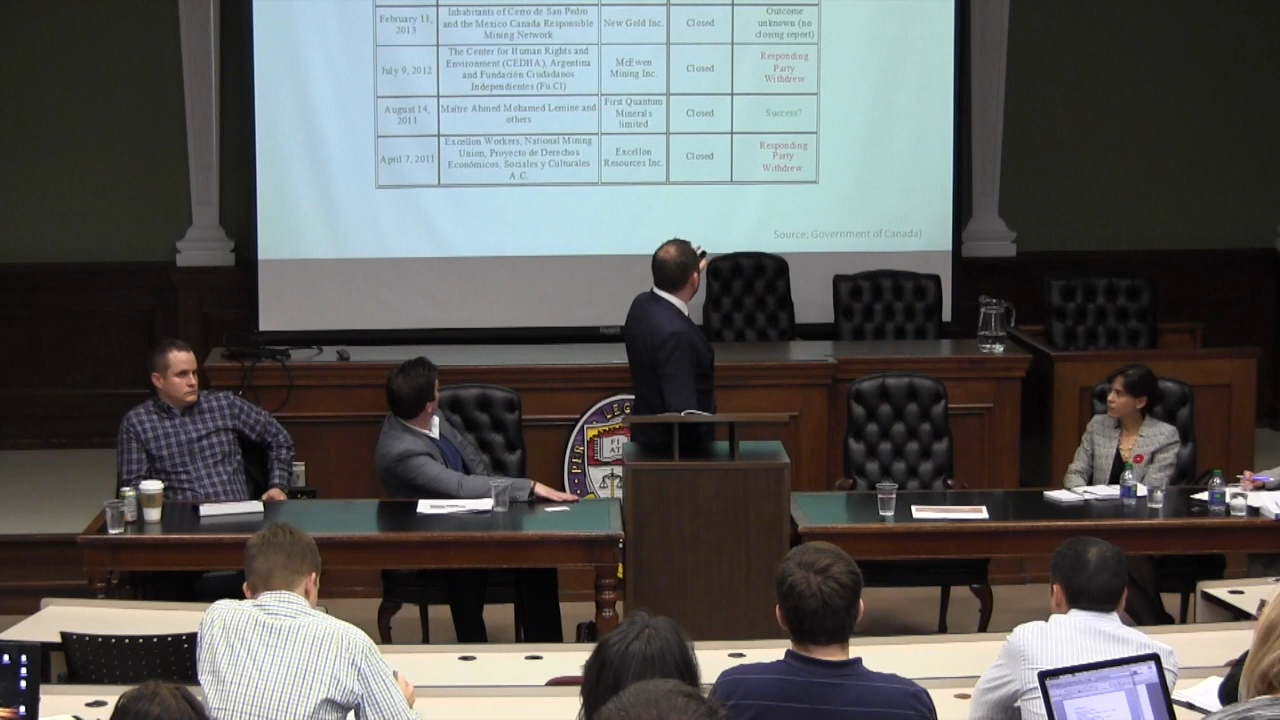 February 11, 2013
Inhabitants of Cerro de San Pedro and the Mexico Canada Responsible Mining Network
New Gold Inc.
Closed
Outcome unknown (no closing report)
July 9, 2012
The Center for Human Rights and Environment (CEDHA), Argentina and Fundación Ciudadanos Independientes (Fu.CI)
McEwen Mining Inc.
Closed
Responding Party Withdrew
August 14, 2011
Maître Ahmed Mohamed Lemine and others
First Quantum Minerals limited
Closed
Success?
April 7, 2011
Excellon Workers, National Mining Union, Proyecto de Derechos Económicos, Sociales y Culturales A.C.
Excellon Resources Inc.
Closed
Responding Party Withdrew.
Source: Government of Canada)
PER
LEG
FI
AT